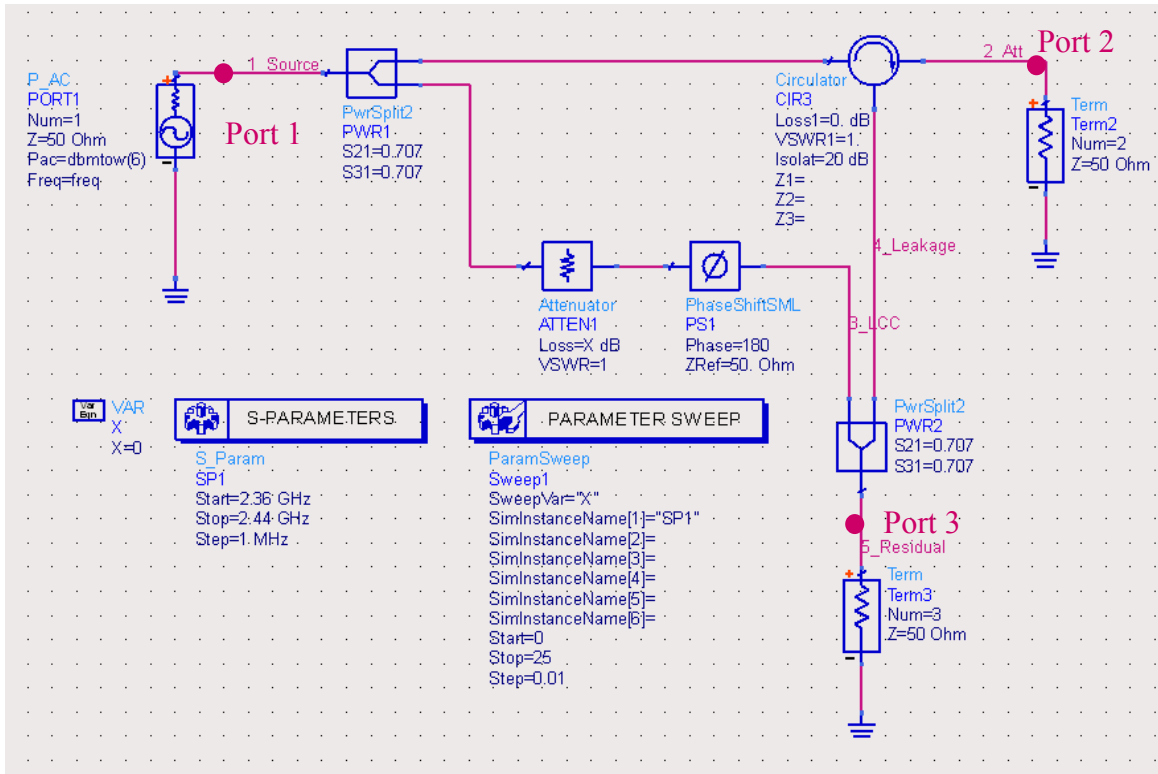 1_Source
2_Att
Port 2
P_AC
PORT1
Num=1
Z=50 Ohm
Pac=dbmtow(6)
Freq=freq
Port 1
PwrSplit2
PWR1
S21=0.707
S31=0.707
Circulator
CIR3
Loss1=0. dB
VSWR1=1.
Isolat=20 dB
Z1=
Z2=
Z3=
Term
Term2
Num=2
Z=50 Ohm
4_Leakage
Attenuator
ATTEN1
Loss=X dB
VSWR=1
PhaseShiftSML
PS1
Phase=180
ZRef=50. Ohm
3_LCC
Var
Eqn
VAR
X
X=0
S-PARAMETERS
S_Param
SP1
Start=2.36 GHz
Stop=2.44 GHz
Step=1 MHz
PARAMETER SWEEP
ParamSweep
Sweep1
SweepVar="X"
SimInstanceName[1]="SP1"
SimInstanceName[2]=
SimInstanceName[3]=
SimInstanceName[4]=
SimInstanceName[5]=
SimInstanceName[6]=
Start=0
Stop=25
Step=0.01
PwrSplit2
PWR2
S21=0.707
S31=0.707
Port 3
5_Residual
Term
Term3
Num=3
Z=50 Ohm